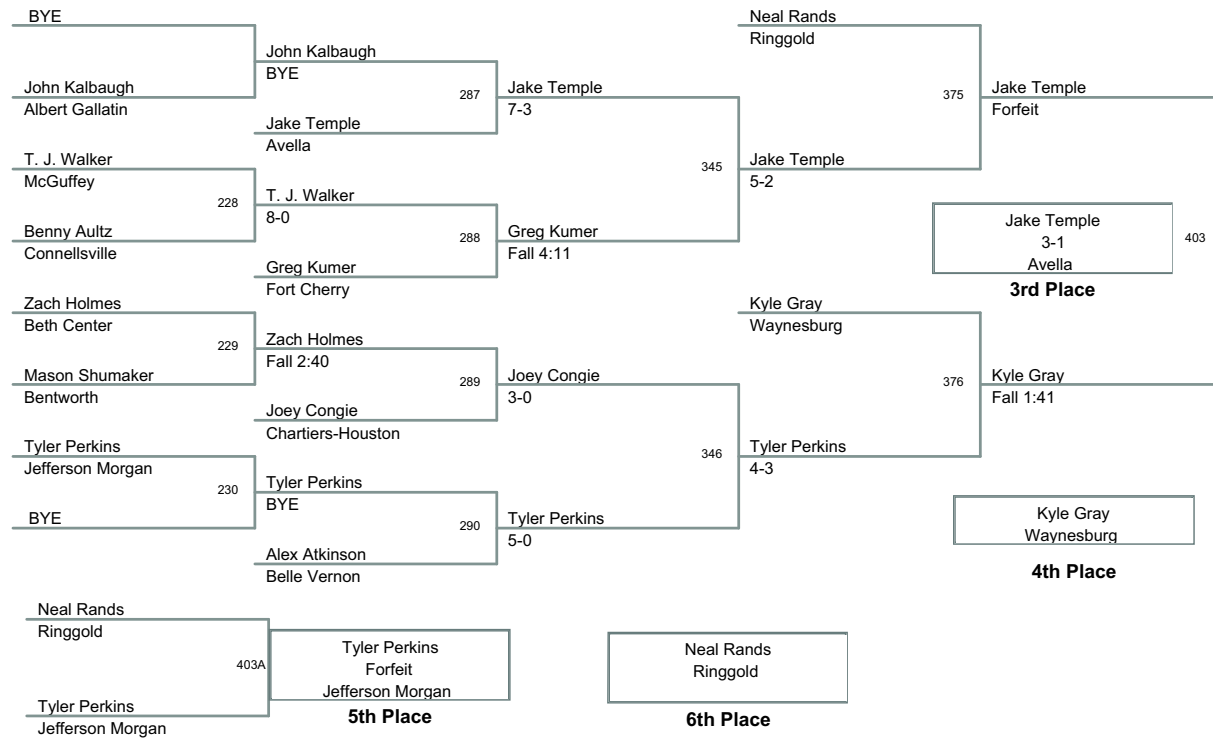 BYE
John Kalbaugh
Albert Gallatin
T. J. Walker
McGuffey
228
Benny Aultz
Connellsville
Zach Holmes
Beth Center
229
Mason Shumaker
Bentworth
Tyler Perkins
Jefferson Morgan
230
BYE
John Kalbaugh
BYE
287
Jake Temple
Avella
T. J. Walker
8-0
288
Greg Kumer
Fort Cherry
Zach Holmes
Fall 2:40
289
Joey Congie
Chartiers-Houston
Tyler Perkins
BYE
290
Alex Atkinson
Belle Vernon
Jake Temple
7-3
345
Greg Kumer
Fall 4:11
Joey Congie
3-0
346
Tyler Perkins
5-0
Neal Rands
Ringgold
375
Jake Temple
5-2
Kyle Gray
Waynesburg
376
Tyler Perkins
4-3
Jake Temple
Forfeit
Jake Temple
3-1
Avella
403
3rd Place
Kyle Gray
Fall 1:41
Kyle Gray
Waynesburg
4th Place
Neal Rands
Ringgold
403A
Tyler Perkins
Jefferson Morgan
Tyler Perkins
Forfeit
Jefferson Morgan
5th Place
Neal Rands
Ringgold
6th Place